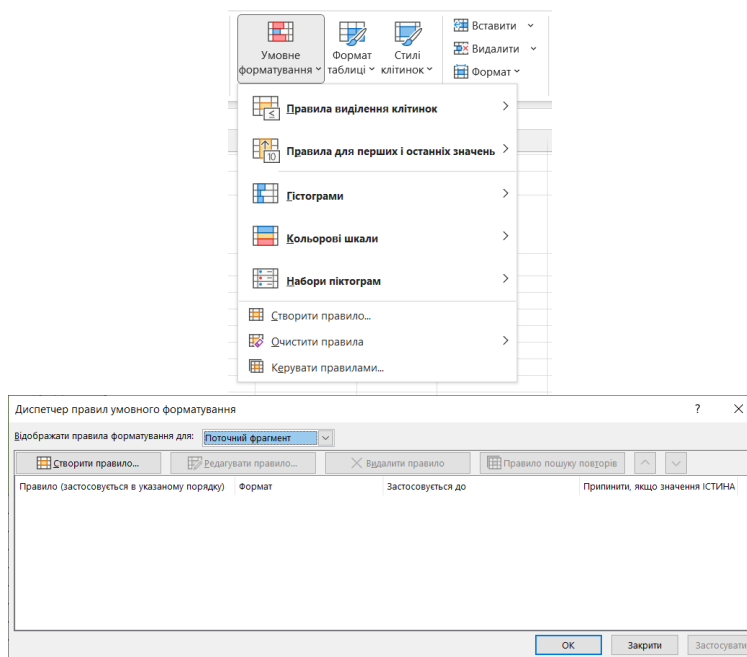 Умовне форматування
Формат таблиці
Стилі клітинок
Вставити
Видалити
Формат
Правила виділення клітинок
Правила для перших і останніх значень
10
Гістограми
Кольорові шкали
Набори піктограм
Створити правило...
Очистити правила
Керувати правилами...
Диспетчер правил умовного форматування
? ×
Відображати правила форматування для: Поточний фрагмент
Створити правило... Редагувати правило... Видалити правило Правило пошуку повторів
Правило (застосовується в указаному порядку) Формат Застосовується до Припинити, якщо значення ІСТИНА
ОК Закрити Застосувати